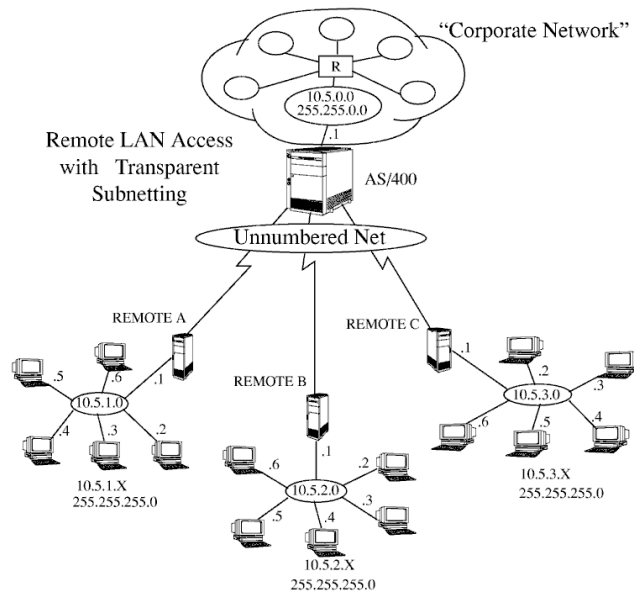 “Corporate Network”
R
10.5.0.0
255.255.0.0
.1
Remote LAN Access
with Transparent
Subnetting
AS/400
Unnumbered Net
REMOTE A
.1
.5
.6
10.5.1.0
.4
.3
.2
10.5.1.X
255.255.255.0
REMOTE B
.1
.6
.2
10.5.2.0
.5
.4
.3
10.5.2.X
255.255.255.0
REMOTE C
.1
.2
.3
10.5.3.0
.6
.5
.4
10.5.3.X
255.255.255.0